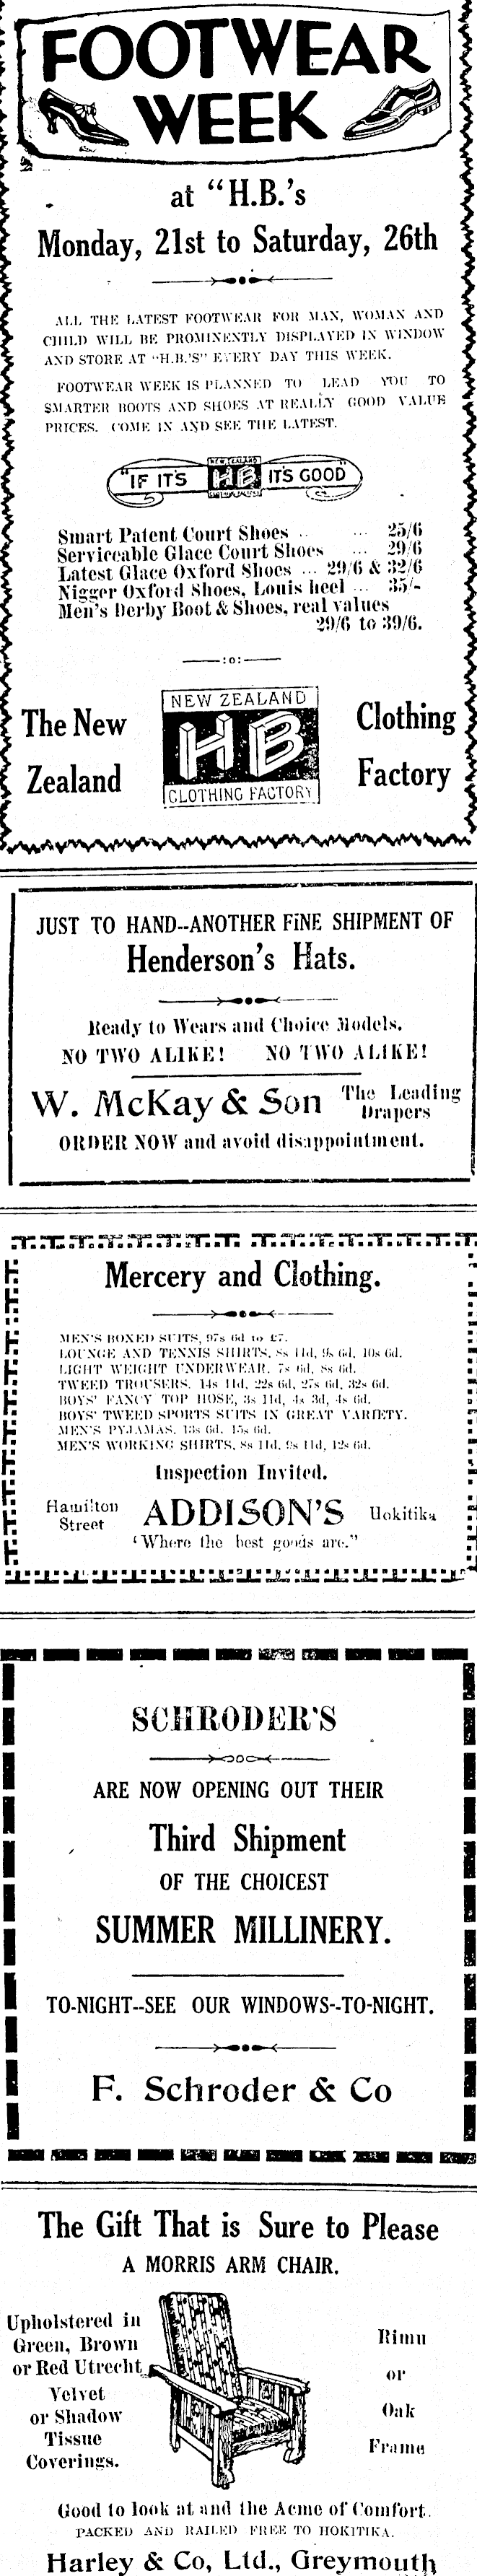 FOOTWEAR
WEEK
at "H.B.'s
Monday, 21st to Saturday, 26th
ALL THE LATEST FOOTWEAR FOR MAN, WOMAN AND
CHILD WILL BE PROMINENTLY DISPLAYED IN WINDOW
AND STORE AT "H.B.'S" EVERY DAY THIS WEEK.
FOOTWEAR WEEK IS PLANNED TO LEAD YOU TO
SMARTER BOOTS AND SHOES AT REALLY GOOD VALUE
PRICES. COME IN AND SEE THE LATEST.
"IF IT'S HB IT'S GOOD"
Smart Patent Court Shoes .. ... 25/6
Serviceable Glace Court Shoes ... 29/6
Latest Glace Oxford Shoes ... 29/6 & 32/6
Nigger Oxford Shoes, Louis heel ... 35/-
Men's Derby Boot & Shoes, real values
29/6 to 39/6.
:o:
The New Zealand
NEW ZEALAND
HB
CLOTHING FACTORY
Clothing Factory
JUST TO HAND--ANOTHER FINE SHIPMENT OF
Henderson's Hats.
Ready to Wears and Choice Models.
NO TWO ALIKE! NO TWO ALIKE!
W. McKay & Son The Leading Drapers
ORDER NOW and avoid disappointment.
Mercery and Clothing.
MEN'S BOXED SUITS, 97s 6d to £7.
LOUNGE AND TENNIS SHIRTS, 8s 11d, 9s 6d, 10s 6d.
LIGHT WEIGHT UNDERWEAR, 7s 6d, 8s 6d.
TWEED TROUSERS, 14s 11d, 22s 6d, 27s 6d, 32s 6d.
BOYS' FANCY TOP HOSE, 3s 11d, 4s 3d, 4s 6d.
BOYS' TWEED SPORTS SUITS IN GREAT VARIETY.
MEN'S PYJAMAS, 13s 6d, 15s 6d.
MEN'S WORKING SHIRTS, 8s 11d, 9s 11d, 12s 6d.
Inspection Invited.
Hamilton Street ADDISON'S Hokitika
'Where the best goods are."
SCHRODER'S
ARE NOW OPENING OUT THEIR
Third Shipment
OF THE CHOICEST
SUMMER MILLINERY.
TO-NIGHT--SEE OUR WINDOWS--TO-NIGHT.
F. Schroder & Co
The Gift That is Sure to Please
A MORRIS ARM CHAIR.
Upholstered in
Green, Brown
or Red Utrecht
Velvet
or Shadow
Tissue
Coverings.
Rimu
or
Oak
Frame
Good to look at and the Acme of Comfort.
PACKED AND RAILED FREE TO HOKITIKA.
Harley & Co, Ltd., Greymouth